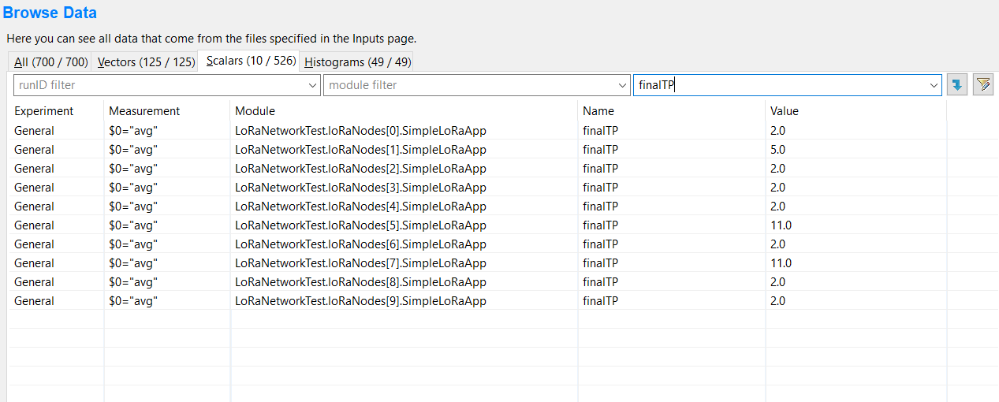 Browse Data
Here you can see all data that come from the files specified in the Inputs page.
All (700 / 700) Vectors (125 / 125) Scalars (10 / 526) Histograms (49 / 49)
runID filter module filter finalTP
Experiment Measurement Module Name Value
General $0="avg" LoRaNetworkTest.loRaNodes[0].SimpleLoRaApp finalTP 2.0
General $0="avg" LoRaNetworkTest.loRaNodes[1].SimpleLoRaApp finalTP 5.0
General $0="avg" LoRaNetworkTest.loRaNodes[2].SimpleLoRaApp finalTP 2.0
General $0="avg" LoRaNetworkTest.loRaNodes[3].SimpleLoRaApp finalTP 2.0
General $0="avg" LoRaNetworkTest.loRaNodes[4].SimpleLoRaApp finalTP 2.0
General $0="avg" LoRaNetworkTest.loRaNodes[5].SimpleLoRaApp finalTP 11.0
General $0="avg" LoRaNetworkTest.loRaNodes[6].SimpleLoRaApp finalTP 2.0
General $0="avg" LoRaNetworkTest.loRaNodes[7].SimpleLoRaApp finalTP 11.0
General $0="avg" LoRaNetworkTest.loRaNodes[8].SimpleLoRaApp finalTP 2.0
General $0="avg" LoRaNetworkTest.loRaNodes[9].SimpleLoRaApp finalTP 2.0